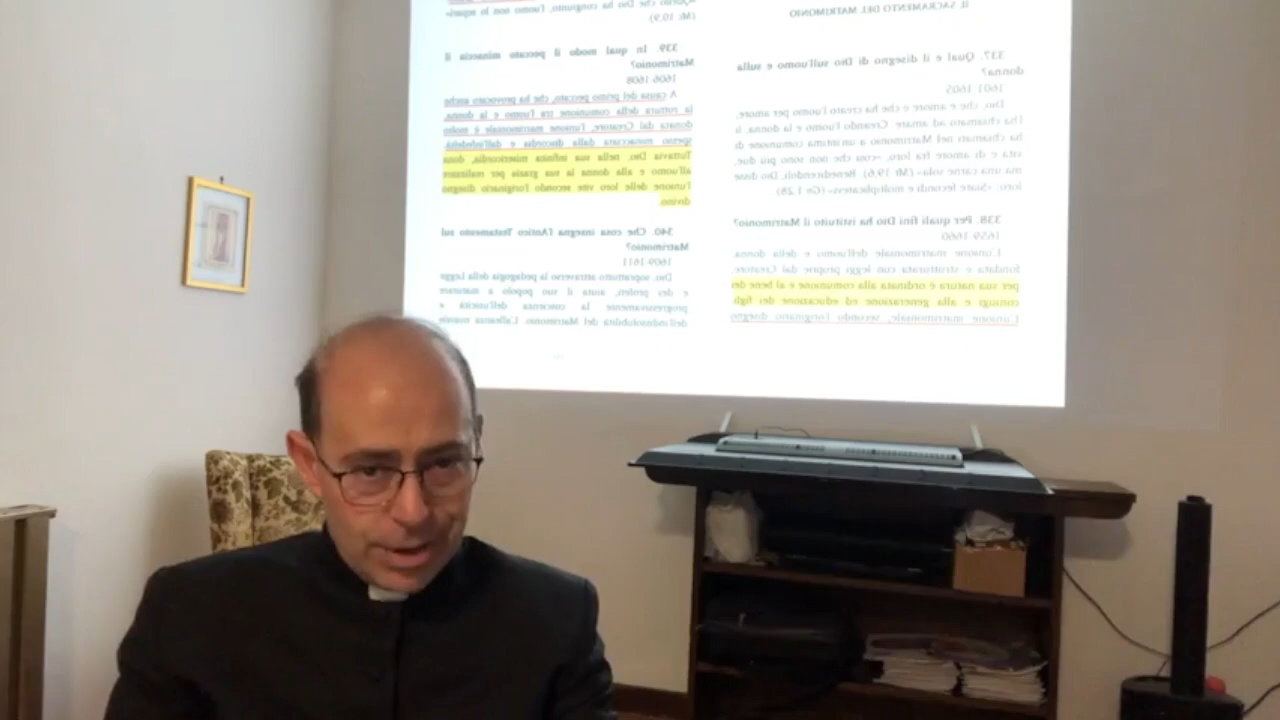 IL SACRAMENTO DEL MATRIMONIO
337. Qual è il disegno di Dio sull'uomo e sulla
donna?
1601-1605
Dio, che è amore e che ha creato l'uomo per amore,
l'ha chiamato ad amare. Creando l'uomo e la donna, li
ha chiamati nel Matrimonio a un'intima comunione di
vita e di amore fra loro, «così che non sono più due,
ma una carne sola» (Mt 19,6). Benedicendoli, Dio disse
loro: «Siate fecondi e moltiplicatevi» (Gn 1,28).
338. Per quali fini Dio ha istituito il Matrimonio?
1659-1660
L'unione matrimoniale dell'uomo e della donna,
fondata e strutturata con leggi proprie dal Creatore,
per sua natura è ordinata alla comunione e al bene dei
coniugi e alla generazione ed educazione dei figli.
L'unione matrimoniale, secondo l'originario disegno
che Dio ha congiunto, l'uomo non lo separi»
(Mc 10,9).
339. In qual modo il peccato minaccia il
Matrimonio?
1606-1608
A causa del primo peccato, che ha provocato anche
la rottura della comunione tra l'uomo e la donna,
donata dal Creatore, l'unione matrimoniale è molto
spesso minacciata dalla discordia e dall'infedeltà.
Tuttavia Dio, nella sua infinita misericordia, dona
all'uomo e alla donna la sua grazia per realizzare
l'unione delle loro vite secondo l'originario disegno
divino.
340. Che cosa insegna l'Antico Testamento sul
Matrimonio?
1609-1611
Dio, soprattutto attraverso la pedagogia della Legge
e dei profeti, aiuta il suo popolo a maturare
progressivamente la coscienza dell'unicità e
dell'indissolubilità del Matrimonio. L'alleanza nuziale